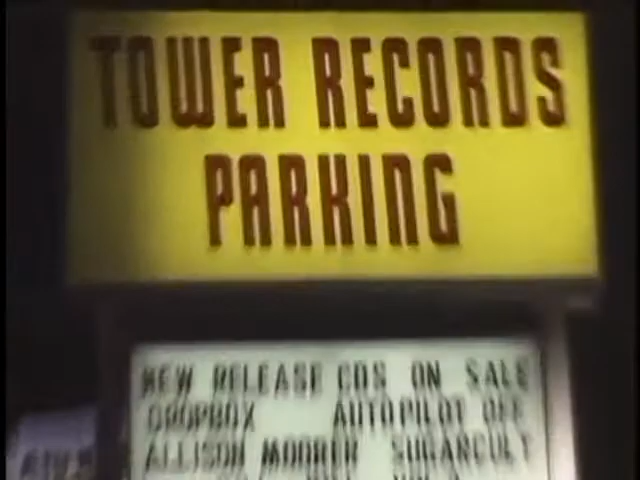 TOWER RECORDS
PARKING
NEW RELEASE CDS ON SALE
DROPBOX AUTOPILOT OFF
ALLISON MOORER SUGARCULT